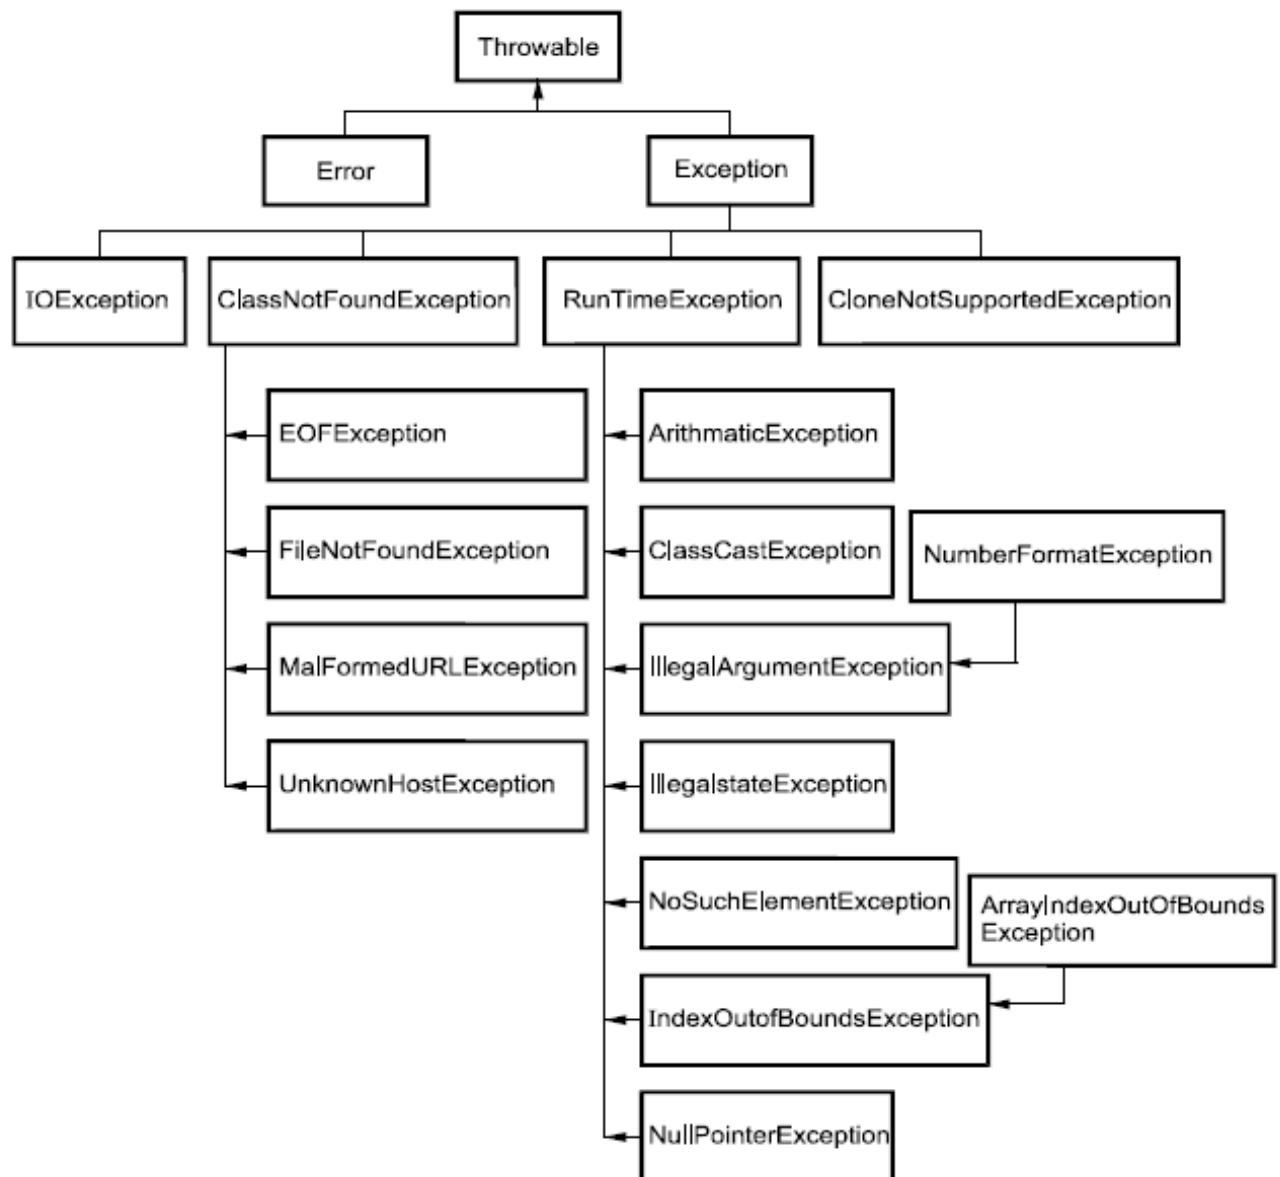 Throwable
Error
Exception
IOException
ClassNotFoundException
RunTimeException
CloneNotSupportedException
EOFException
ArithmaticException
FileNotFoundException
ClassCastException
NumberFormatException
MalFormedURLException
IllegalArgumentException
UnknownHostException
IllegalstateException
NoSuchElementException
ArrayIndexOutOfBounds
Exception
IndexOutofBoundsException
NullPointerException